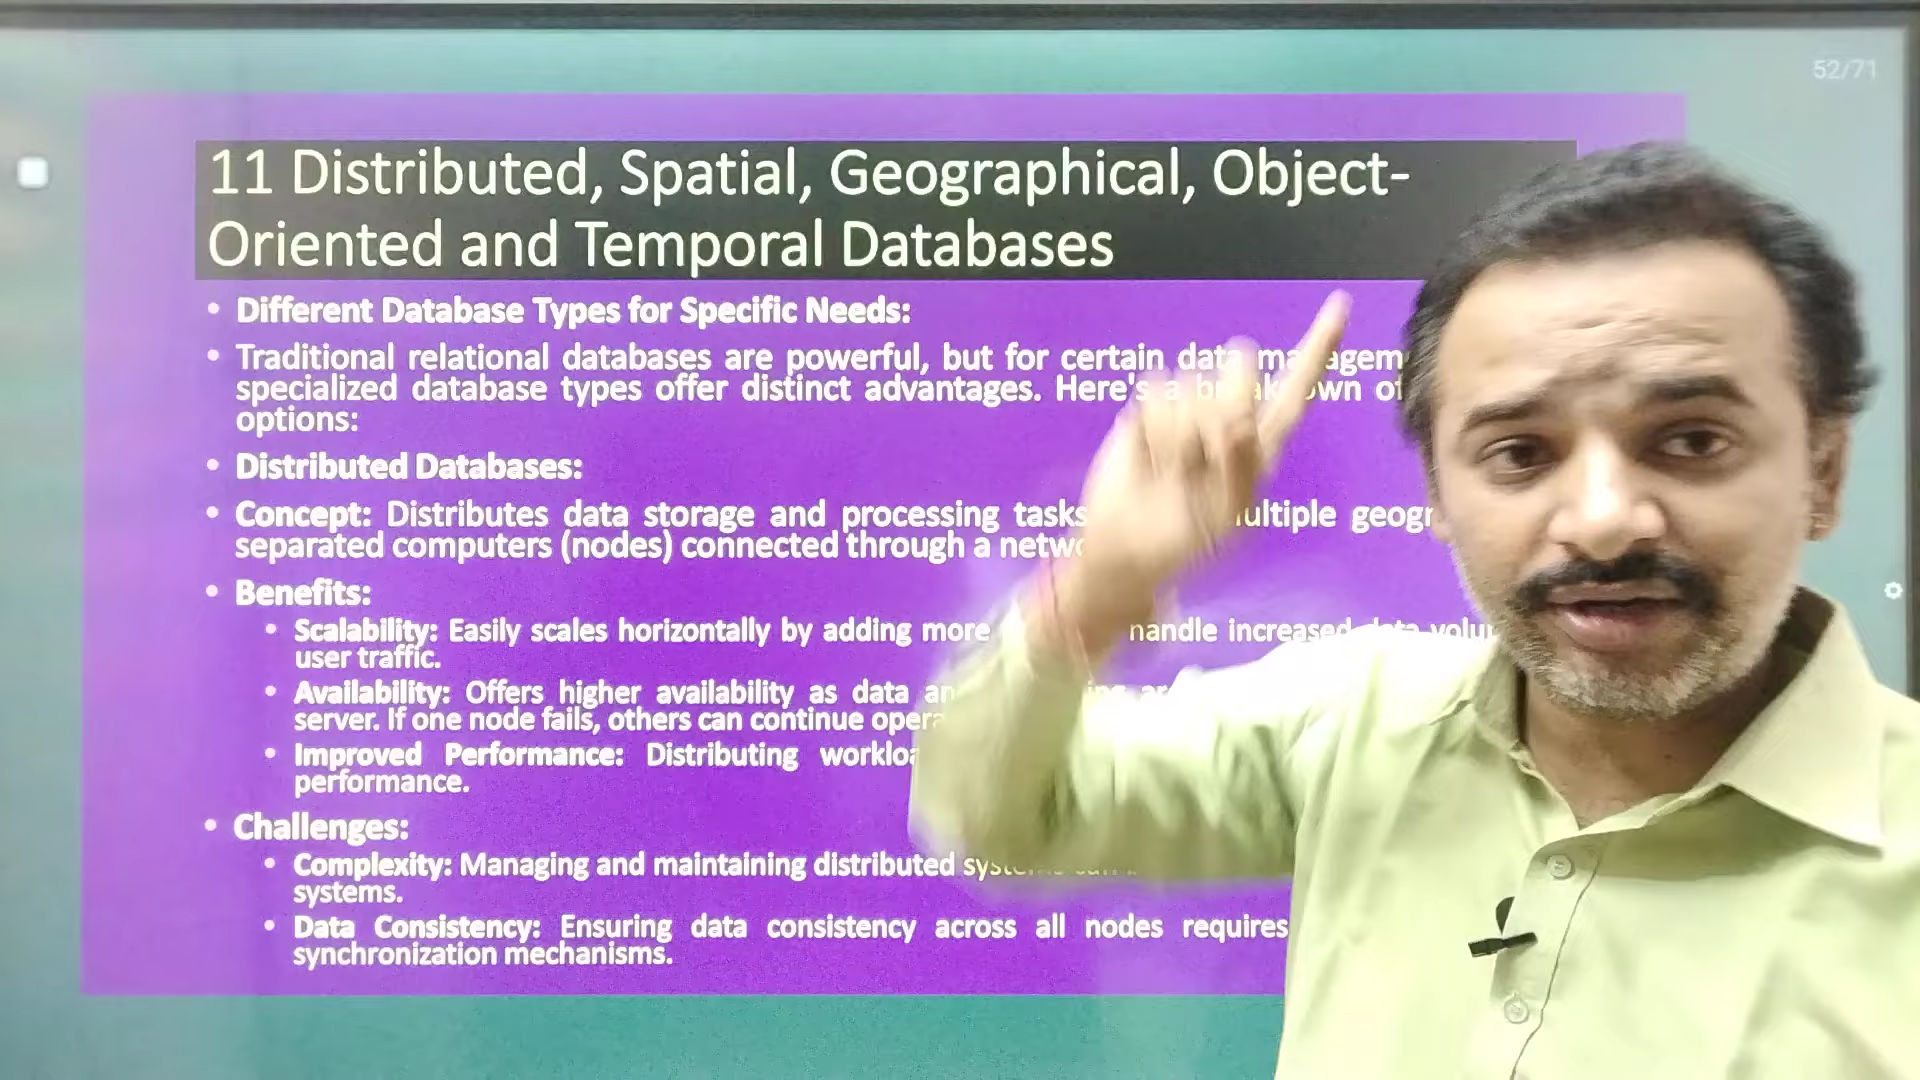 52/71
11 Distributed, Spatial, Geographical, Object-
Oriented and Temporal Databases
• Different Database Types for Specific Needs:
• Traditional relational databases are powerful, but for certain data
specialized database types offer distinct advantages. Here's a of
options:
• Distributed Databases:
• Concept: Distributes data storage and processing tasks
separated computers (nodes) connected through a
• Benefits:
• Scalability: Easily scales horizontally by adding more handle increased data
user traffic.
• Availability: Offers higher availability as data
server. If one node fails, others can continue
• Improved Performance: Distributing
performance.
• Challenges:
• Complexity: Managing and maintaining distributed
systems.
• Data Consistency: Ensuring data consistency across all nodes requires
synchronization mechanisms.